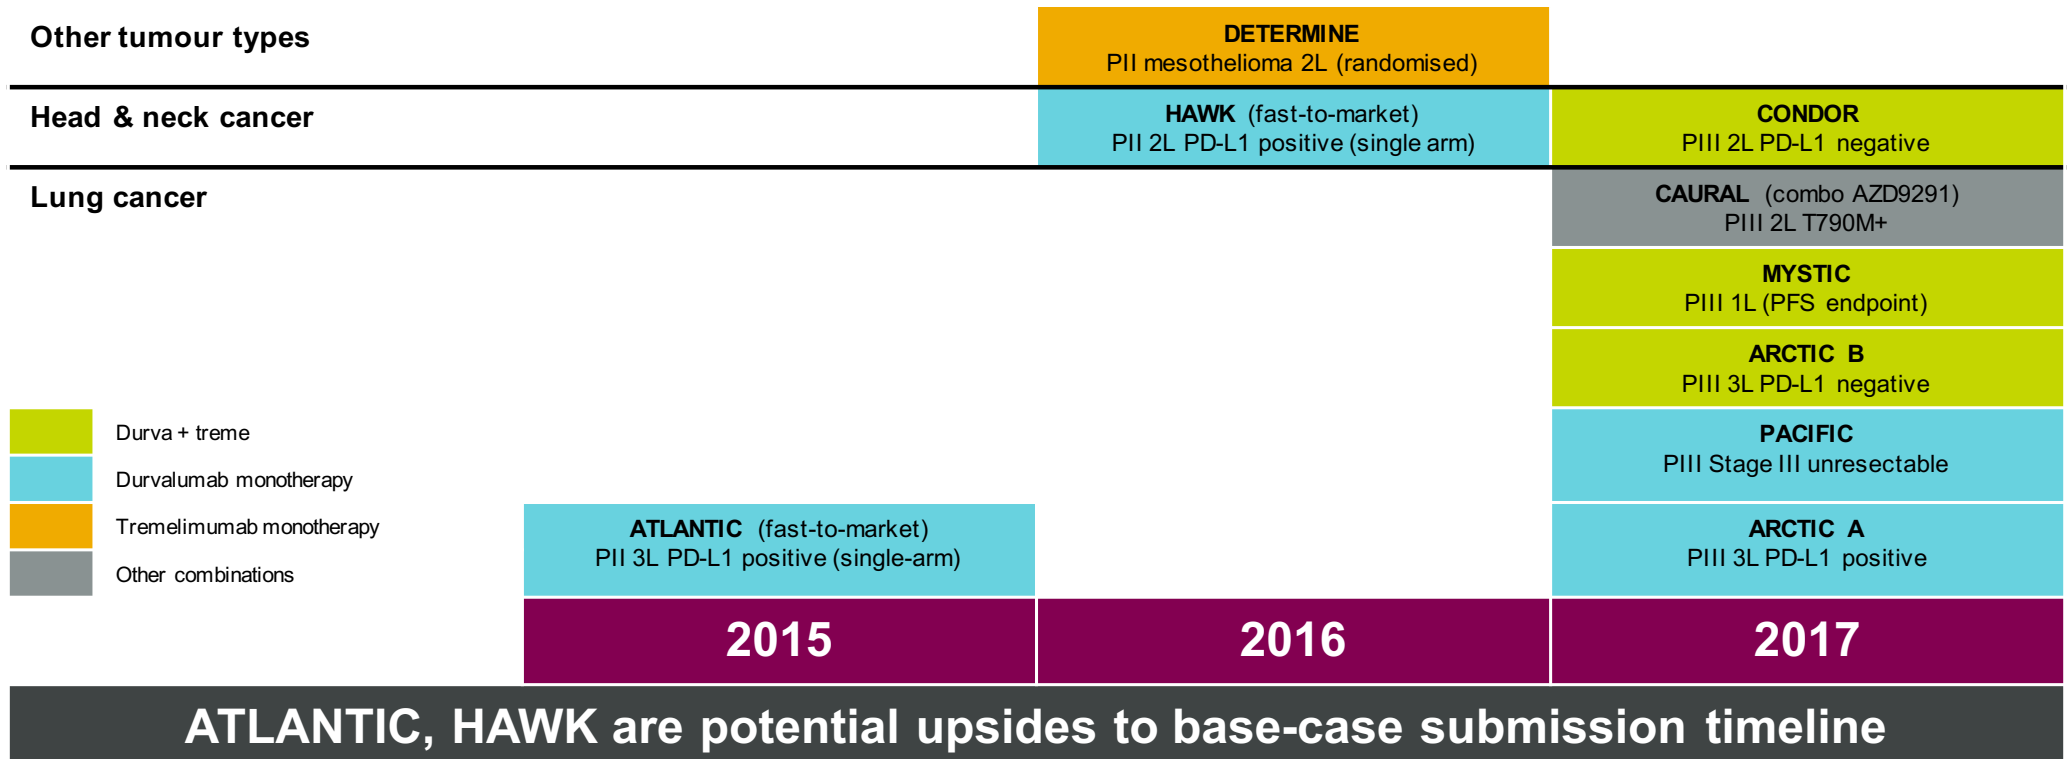 Other tumour types
DETERMINE
PII mesothelioma 2L (randomised)
Head & neck cancer
HAWK (fast-to-market)
PII 2L PD-L1 positive (single arm)
CONDOR
PIII 2L PD-L1 negative
Lung cancer
CAURAL (combo AZD9291)
PIII 2L T790M+
MYSTIC
PIII 1L (PFS endpoint)
ARCTIC B
PIII 3L PD-L1 negative
Durva + treme
Durvalumab monotherapy
Tremelimumab monotherapy
Other combinations
PACIFIC
PIII Stage III unresectable
ATLANTIC (fast-to-market)
PII 3L PD-L1 positive (single-arm)
ARCTIC A
PIII 3L PD-L1 positive
2015
2016
2017
ATLANTIC, HAWK are potential upsides to base-case submission timeline